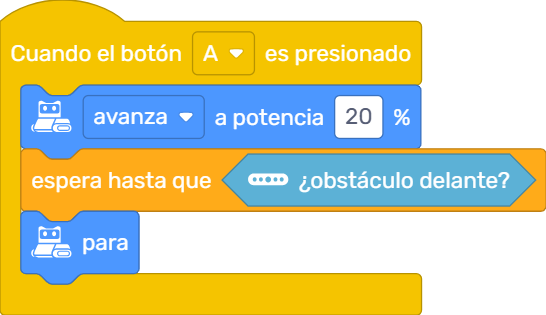 Cuando el botón A es presionado
avanza a potencia 20 %
espera hasta que ¿obstáculo delante?
para